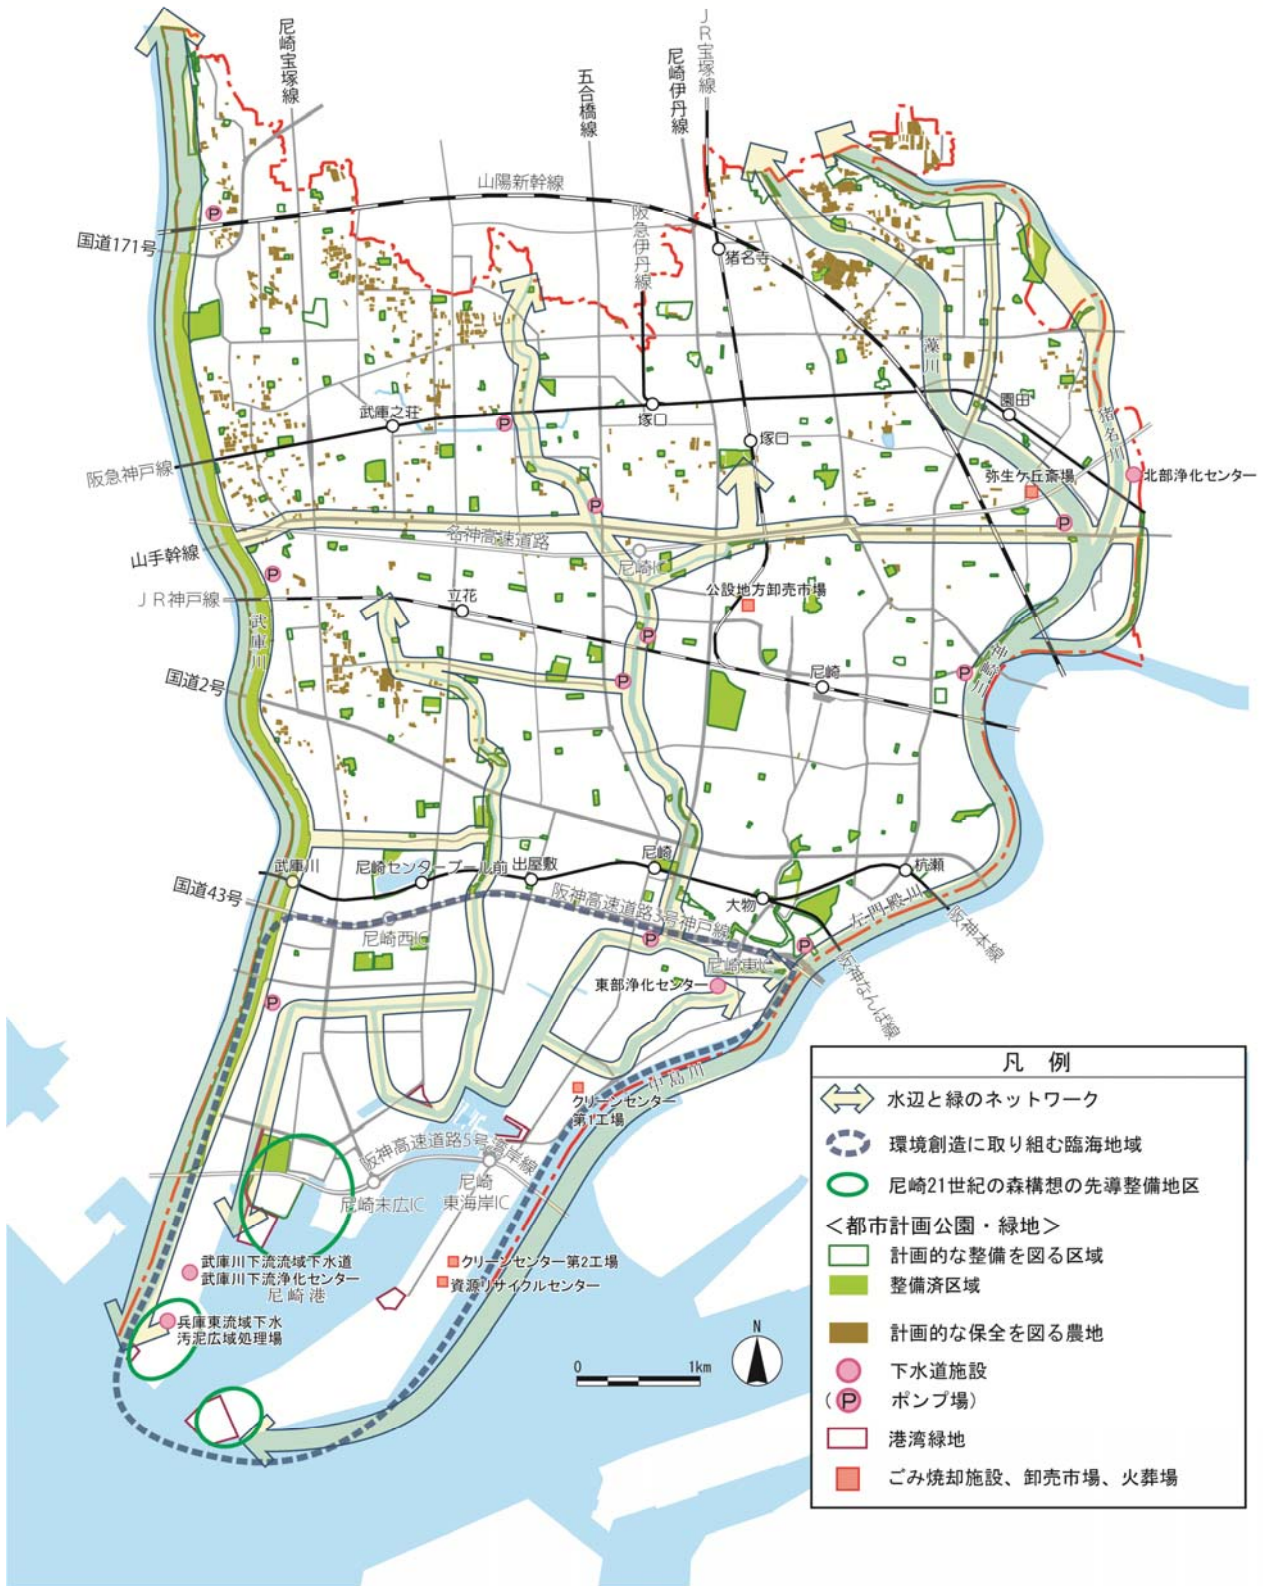 尼崎宝塚線
五合橋線
尼崎伊丹線
ＪＲ宝塚線
山陽新幹線
阪急伊丹線
国道171号
猪名寺
藻川
武庫之荘
塚口
園田
塚口
猪名川
阪急神戸線
弥生ケ丘斎場
北部浄化センター
名神高速道路
山手幹線
尼崎IC
公設地方卸売市場
ＪＲ神戸線
立花
武庫川
神崎川
国道2号
尼崎
武庫川
尼崎センタープール前
出屋敷
尼崎
杭瀬
国道43号
阪神高速道路3号神戸線
大物
左門殿川
阪神本線
尼崎西IC
尼崎東IC
阪神なんば線
東部浄化センター
中島川
クリーンセンター
第1工場
阪神高速道路5号湾岸線
尼崎末広IC
尼崎
東海岸IC
武庫川下流流域下水道
武庫川下流浄化センター
尼崎港
クリーンセンター第2工場
資源リサイクルセンター
兵庫東流域下水
汚泥広域処理場
0 1km
N
凡 例
水辺と緑のネットワーク
環境創造に取り組む臨海地域
尼崎21世紀の森構想の先導整備地区
＜都市計画公園・緑地＞
計画的な整備を図る区域
整備済区域
計画的な保全を図る農地
下水道施設
（Ｐ ポンプ場）
港湾緑地
ごみ焼却施設、卸売市場、火葬場
P
P
P
P
P
P
P
P
P
P
P